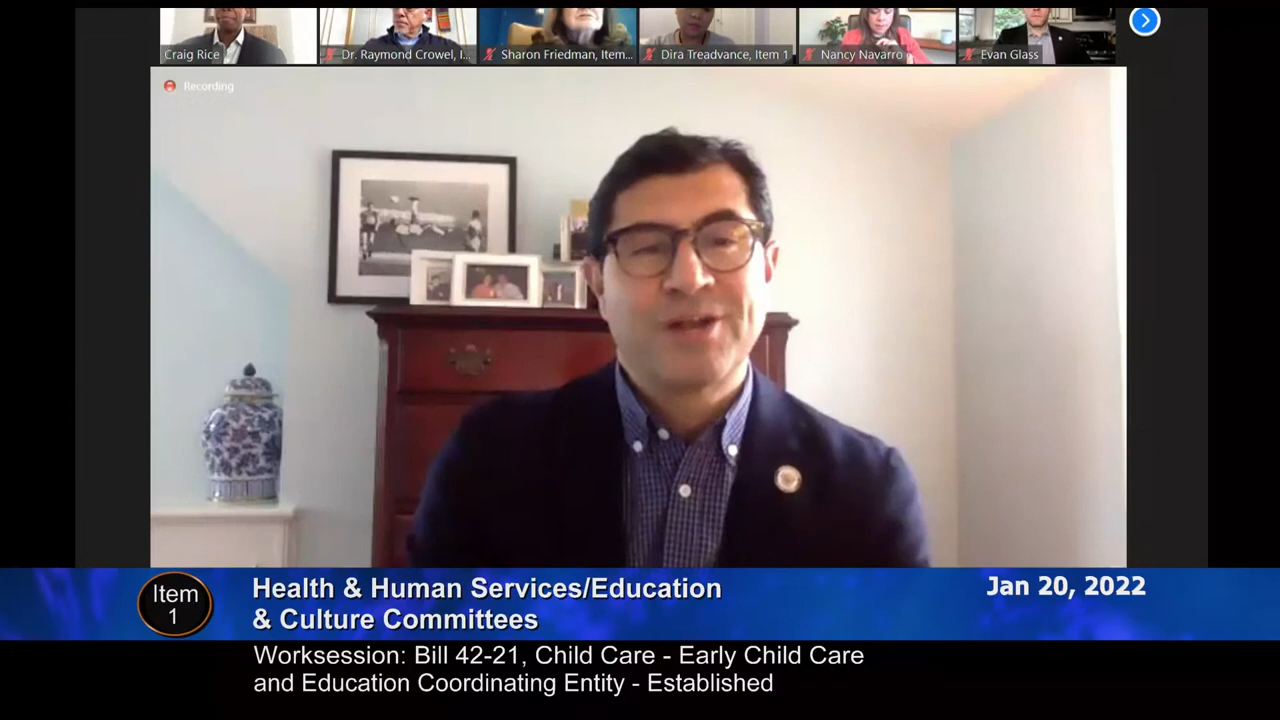 Craig Rice
Dr. Raymond Crowel, I...
Sharon Friedman, Item...
Dira Treadvance, Item 1
Nancy Navarro
Evan Glass
Recording
Item
1
Health & Human Services/Education
& Culture Committees
Jan 20, 2022
Worksession: Bill 42-21, Child Care - Early Child Care
and Education Coordinating Entity - Established